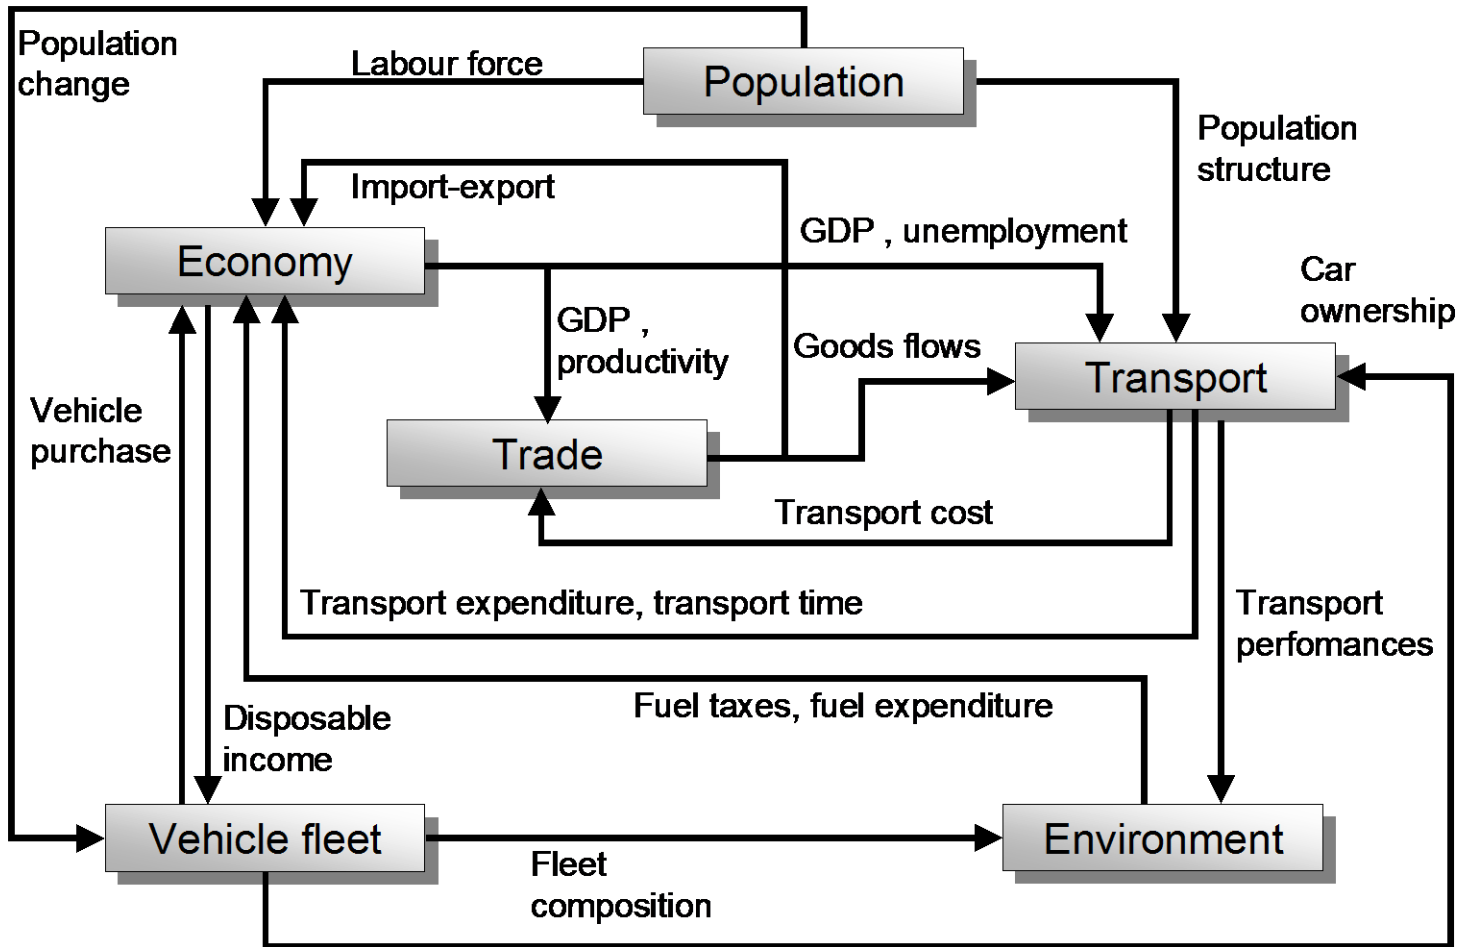 Population
change
Labour force
Population
Population
structure
Import-export
Economy
GDP , unemployment
Car
ownership
GDP ,
productivity
Goods flows
Transport
Vehicle
purchase
Trade
Transport cost
Transport expenditure, transport time
Transport
perfomances
Fuel taxes, fuel expenditure
Disposable
income
Vehicle fleet
Environment
Fleet
composition